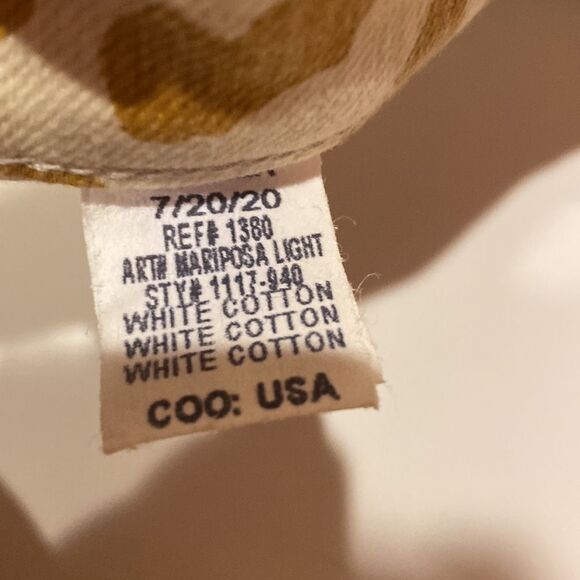 7/20/20
REF# 1380
ART# MARIPOSA LIGHT
STY# 1117-940
WHITE COTTON
WHITE COTTON
WHITE COTTON
COO: USA